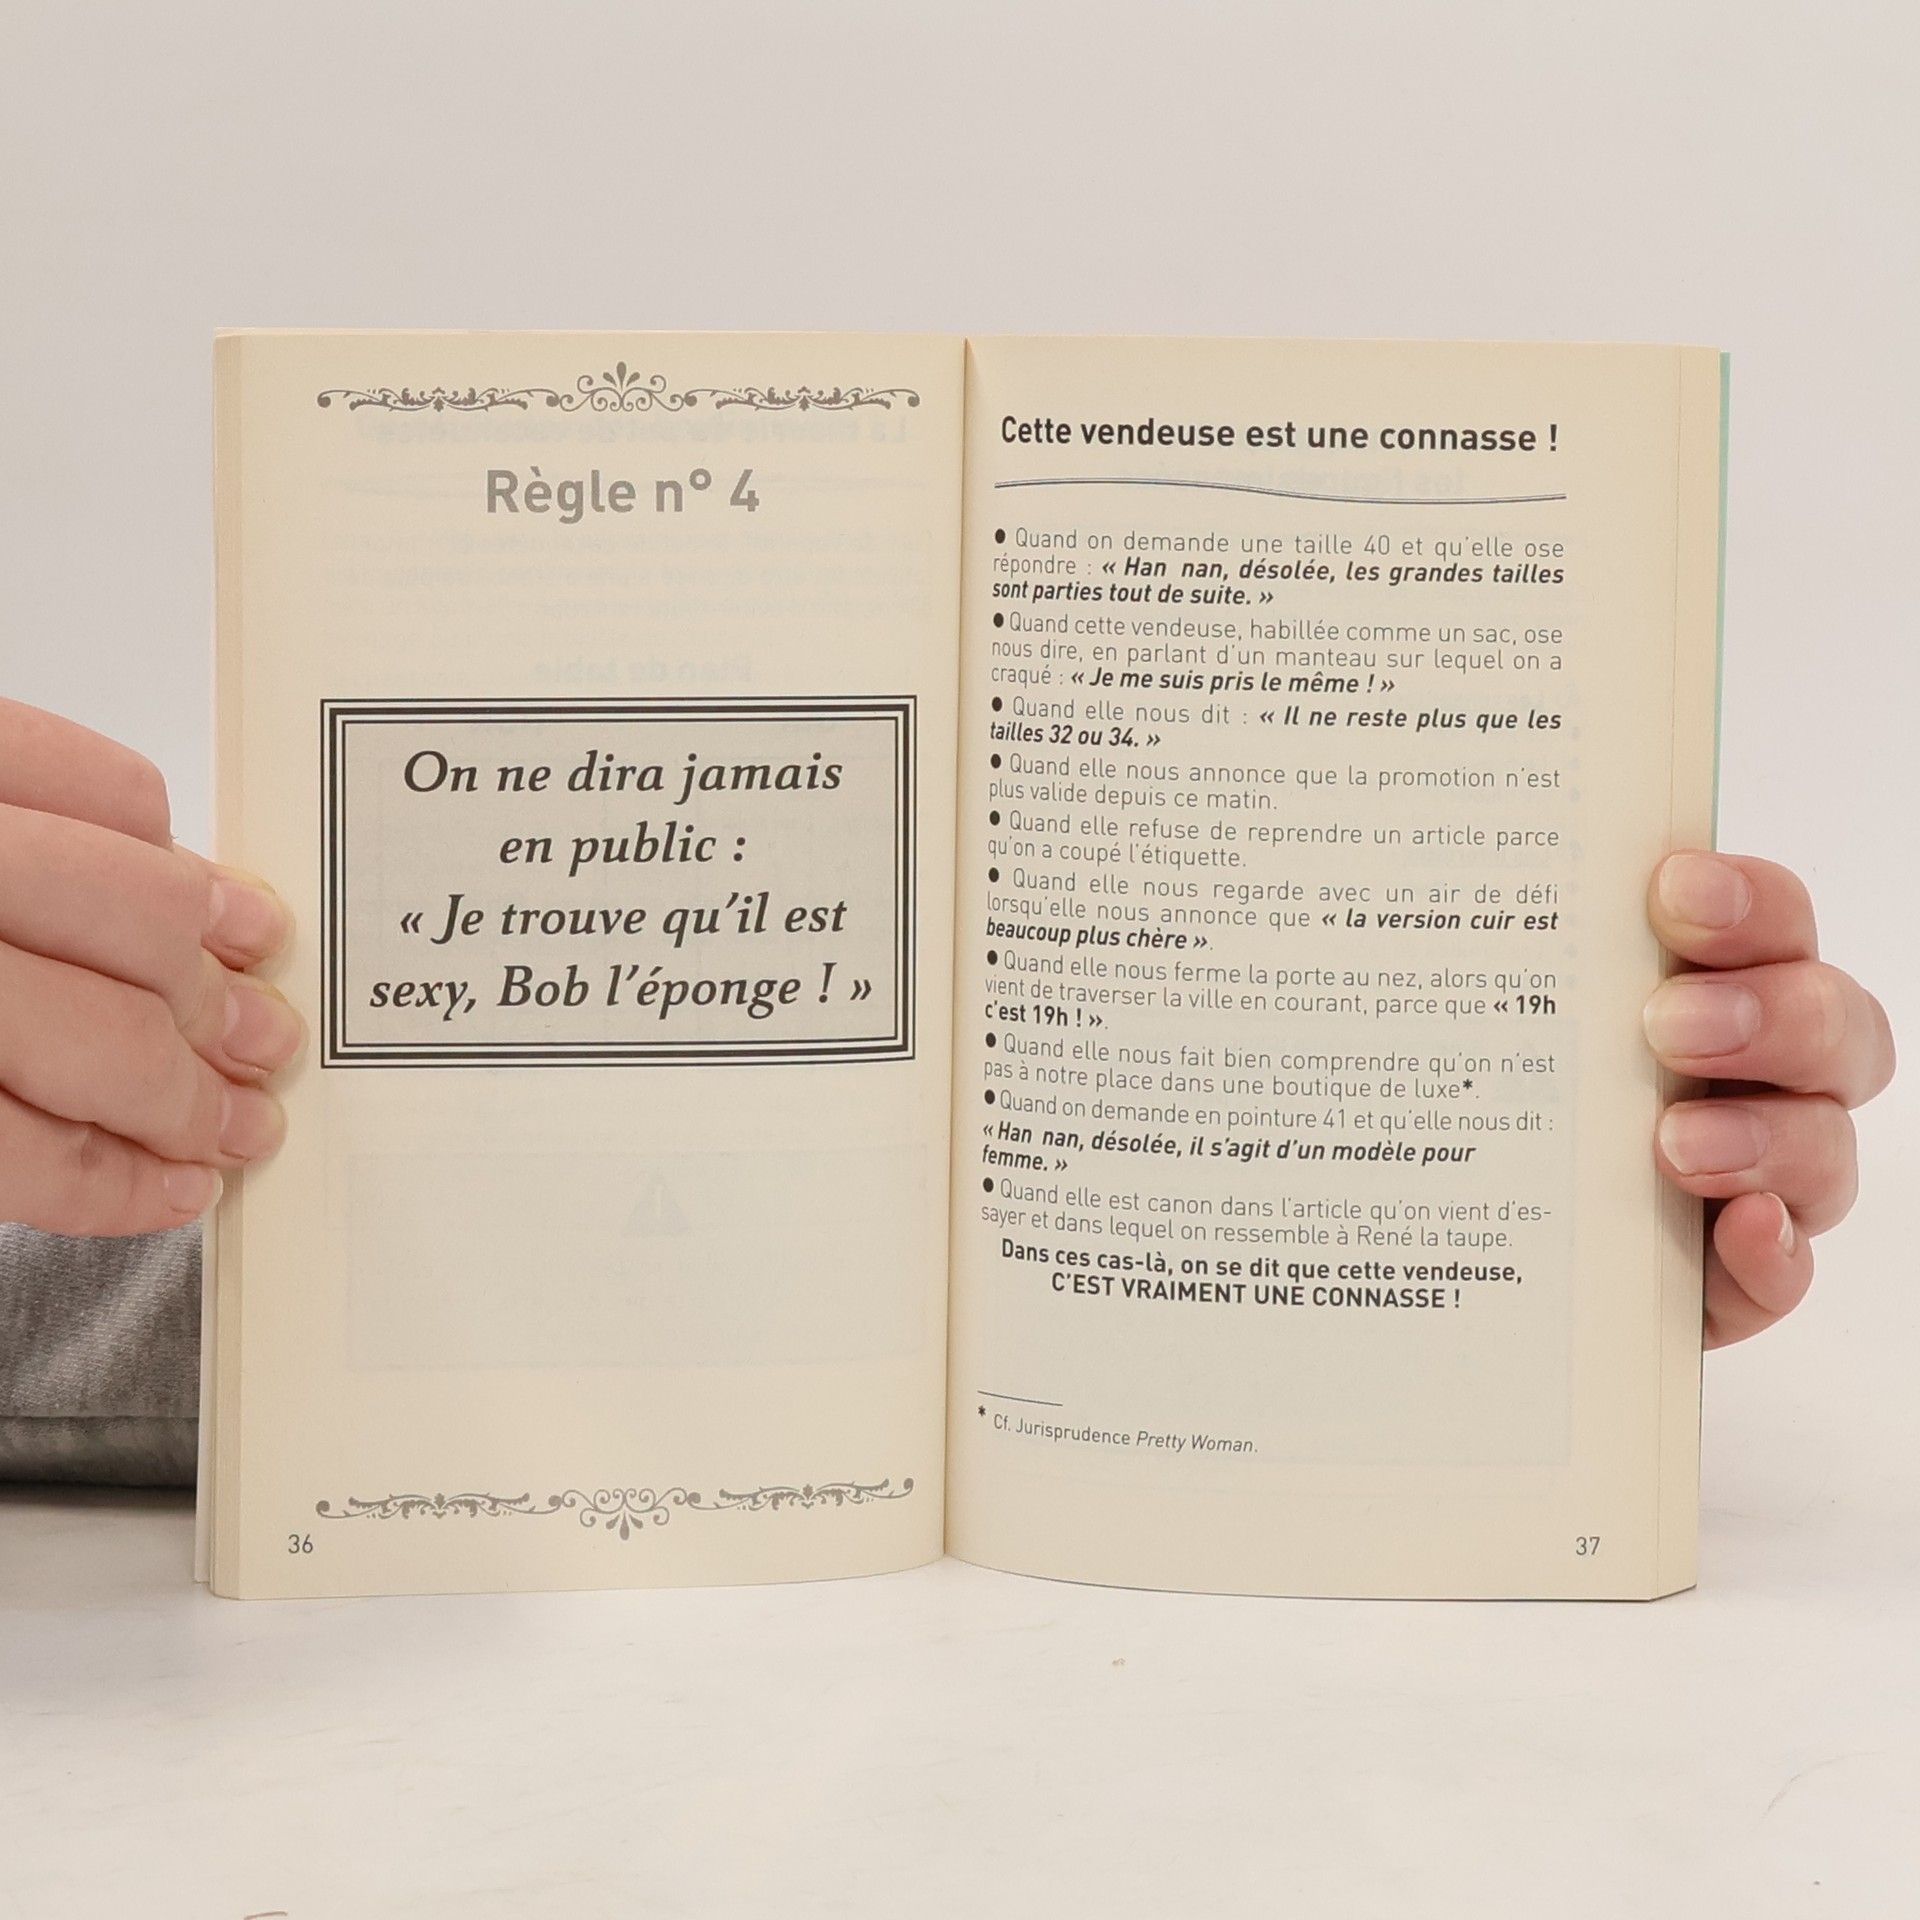 Règle n° 4
On ne dira jamais
en public :
« Je trouve qu'il est
sexy, Bob l'éponge ! »
36
Cette vendeuse est une connasse !
● Quand on demande une taille 40 et qu'elle ose
répondre : « Han nan, désolée, les grandes tailles
sont parties tout de suite. »
● Quand cette vendeuse, habillée comme un sac, ose
nous dire, en parlant d'un manteau sur lequel on a
craqué : « Je me suis pris le même ! »
● Quand elle nous dit : « Il ne reste plus que les
tailles 32 ou 34. »
● Quand elle nous annonce que la promotion n'est
plus valide depuis ce matin.
● Quand elle refuse de reprendre un article parce
qu'on a coupé l'étiquette.
● Quand elle nous regarde avec un air de défi
lorsqu'elle nous annonce que « la version cuir est
beaucoup plus chère ».
● Quand elle nous ferme la porte au nez, alors qu'on
vient de traverser la ville en courant, parce que « 19h
c'est 19h ! ».
● Quand elle nous fait bien comprendre qu'on n'est
pas à notre place dans une boutique de luxe*.
● Quand on demande en pointure 41 et qu'elle nous dit :
« Han nan, désolée, il s'agit d'un modèle pour
femme. »
● Quand elle est canon dans l'article qu'on vient d'es-
sayer et dans lequel on ressemble à René la taupe.
Dans ces cas-là, on se dit que cette vendeuse,
C'EST VRAIMENT UNE CONNASSE !
* Cf. Jurisprudence Pretty Woman.
37